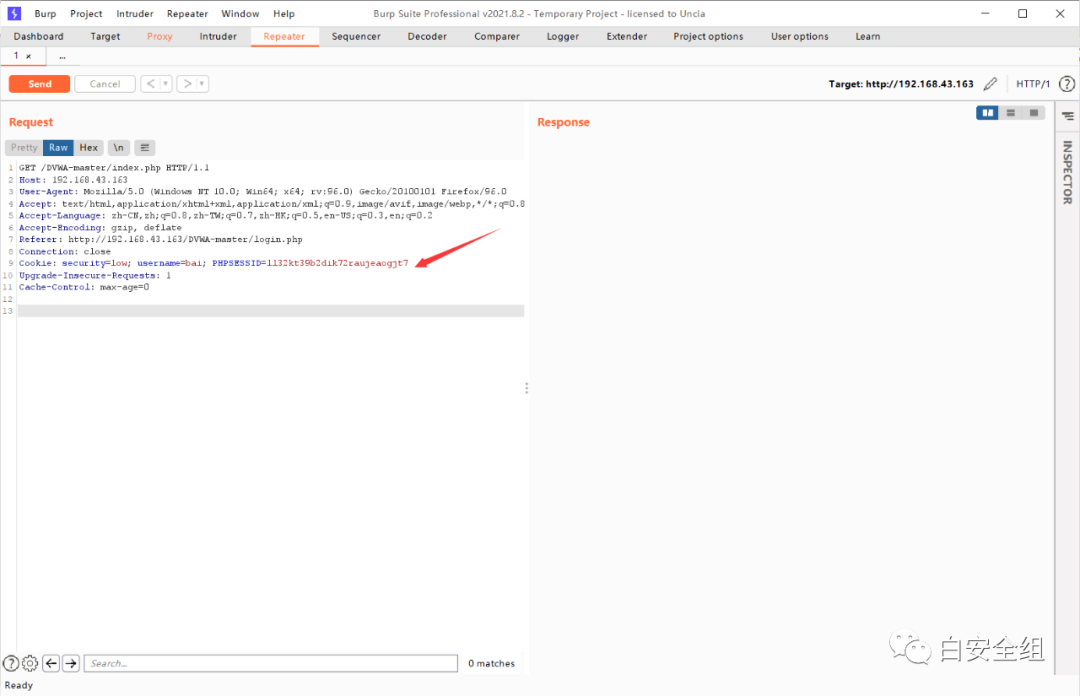 Burp Project Intruder Repeater Window Help Burp Suite Professional v2021.8.2 - Temporary Project - licensed to Uncia
Dashboard Target Proxy Intruder Repeater Sequencer Decoder Comparer Logger Extender Project options User options Learn
1 × ...
Send Cancel < > Target: http://192.168.43.163 HTTP/1 ?
Request
Response
Pretty Raw Hex \n
INSPECTOR
1 GET /DVWA-master/index.php HTTP/1.1
2 Host: 192.168.43.163
3 User-Agent: Mozilla/5.0 (Windows NT 10.0; Win64; x64; rv:96.0) Gecko/20100101 Firefox/96.0
4 Accept: text/html,application/xhtml+xml,application/xml;q=0.9,image/avif,image/webp,*/*;q=0.8
5 Accept-Language: zh-CN,zh;q=0.8,zh-TW;q=0.7,zh-HK;q=0.5,en-US;q=0.3,en;q=0.2
6 Accept-Encoding: gzip, deflate
7 Referer: http://192.168.43.163/DVWA-master/login.php
8 Connection: close
9 Cookie: security=low; username=bai; PHPSESSID=ll32kt39b2dik72raujeaogjt7
10 Upgrade-Insecure-Requests: 1
11 Cache-Control: max-age=0
12
13
白安全组
? Search... 0 matches
Ready